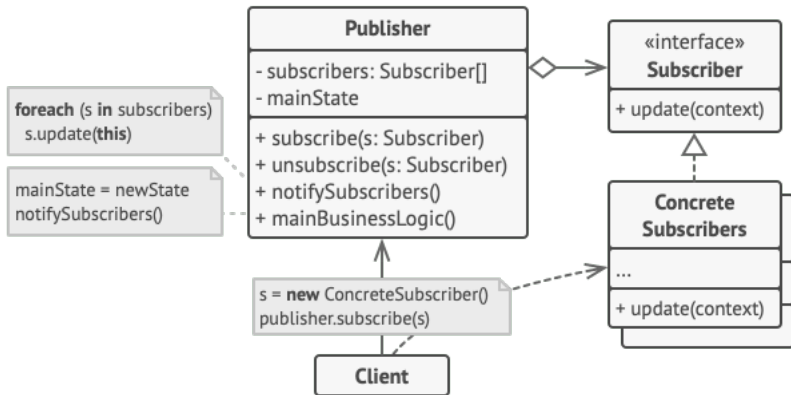 Publisher
- subscribers: Subscriber[]
- mainState
+ subscribe(s: Subscriber)
+ unsubscribe(s: Subscriber)
+ notifySubscribers()
+ mainBusinessLogic()
foreach (s in subscribers)
s.update(this)
mainState = newState
notifySubscribers()
«interface»
Subscriber
+ update(context)
Concrete
Subscribers
...
+ update(context)
s = new ConcreteSubscriber()
publisher.subscribe(s)
Client